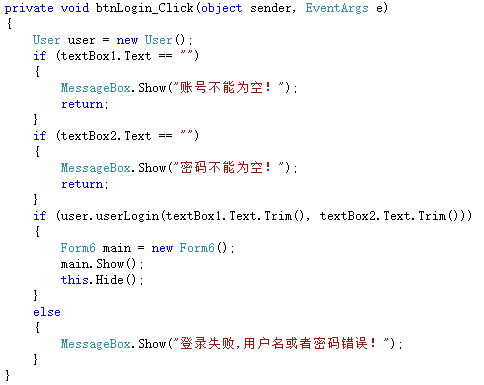 private void btnLogin_Click(object sender, EventArgs e)
{
    User user = new User();
    if (textBox1.Text == "")
    {
        MessageBox.Show("账号不能为空！");
        return;
    }
    if (textBox2.Text == "")
    {
        MessageBox.Show("密码不能为空！");
        return;
    }
    if (user.userLogin(textBox1.Text.Trim(), textBox2.Text.Trim()))
    {
        Form6 main = new Form6();
        main.Show();
        this.Hide();
    }
    else
    {
        MessageBox.Show("登录失败,用户名或者密码错误！");
    }
}